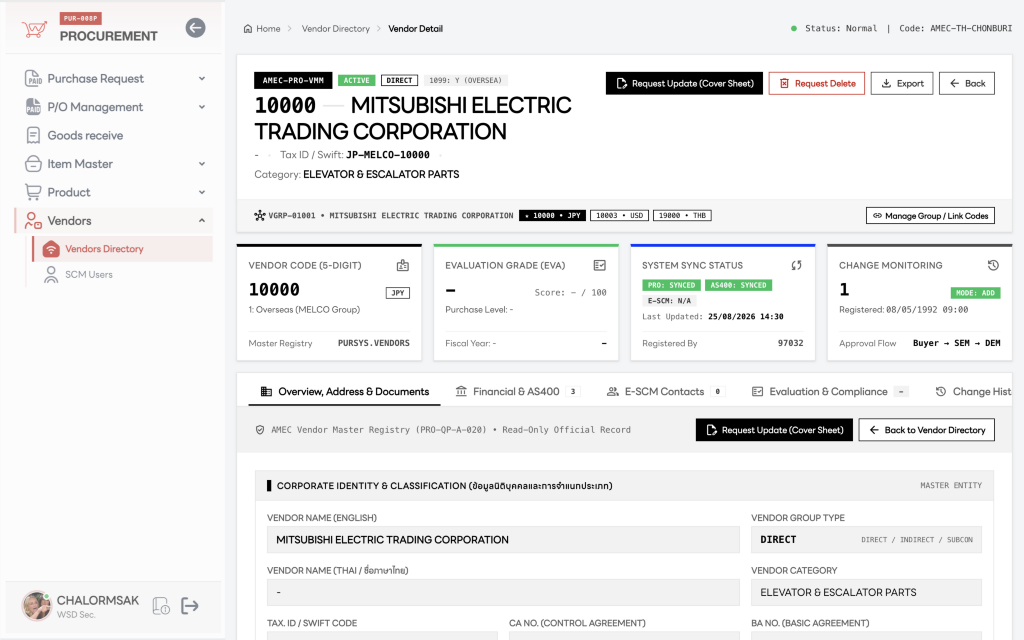 PUR-008P
PROCUREMENT
Purchase Request
P/O Management
Goods receive
Item Master
Product
Vendors
Vendors Directory
SCM Users
CHALORMSAK
WSD Sec.
Home
Vendor Directory
Vendor Detail
Status: Normal | Code: AMEC-TH-CHONBURI
AMEC-PRO-VMM
ACTIVE
DIRECT
1099: Y (OVERSEA)
Request Update (Cover Sheet)
Request Delete
Export
Back
10000 — MITSUBISHI ELECTRIC
TRADING CORPORATION
- · Tax ID / Swift: JP-MELCO-10000 ·
Category: ELEVATOR & ESCALATOR PARTS
VGRP-01001 • MITSUBISHI ELECTRIC TRADING CORPORATION
★ 10000 • JPY
10003 • USD
19000 • THB
Manage Group / Link Codes
VENDOR CODE (5-DIGIT)
10000
JPY
1: Overseas (MELCO Group)
Master Registry
PURSYS.VENDORS
EVALUATION GRADE (EVA)
–
Score: – / 100
Purchase Level: -
Fiscal Year: -
–
SYSTEM SYNC STATUS
PRO: SYNCED
AS400: SYNCED
E-SCM: N/A
Last Updated: 25/08/2026 14:30
Registered By
97032
CHANGE MONITORING
1
MODE: ADD
Registered: 08/05/1992 09:00
Approval Flow
Buyer → SEM → DEM
Overview, Address & Documents
Financial & AS400 3
E-SCM Contacts 0
Evaluation & Compliance –
Change Hist
AMEC Vendor Master Registry (PRO-QP-A-020) • Read-Only Official Record
Request Update (Cover Sheet)
Back to Vendor Directory
CORPORATE IDENTITY & CLASSIFICATION (ข้อมูลนิติบุคคลและการจำแนกประเภท)
MASTER ENTITY
VENDOR NAME (ENGLISH)
MITSUBISHI ELECTRIC TRADING CORPORATION
VENDOR GROUP TYPE
DIRECT
DIRECT / INDIRECT / SUBCON
VENDOR NAME (THAI / ชื่อภาษาไทย)
-
VENDOR CATEGORY
ELEVATOR & ESCALATOR PARTS
TAX. ID / SWIFT CODE
CA NO. (CONTROL AGREEMENT)
BA NO. (BASIC AGREEMENT)